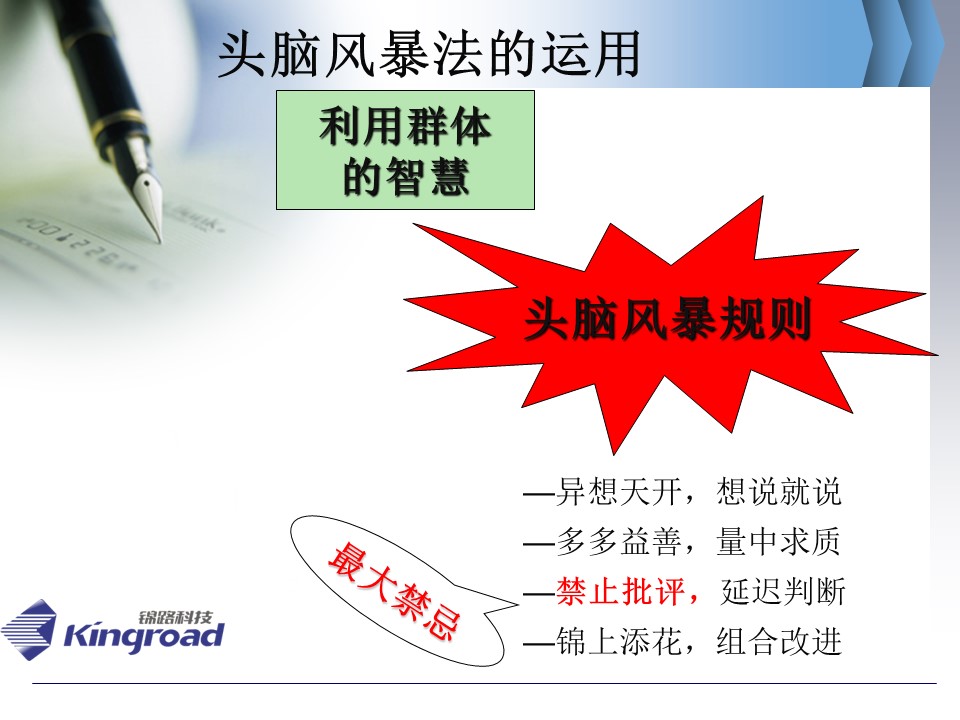 头脑风暴法的运用
利用群体
的智慧
头脑风暴规则
—异想天开，想说就说
—多多益善，量中求质
—禁止批评，延迟判断
—锦上添花，组合改进
最大禁忌
锦路科技
Kingroad